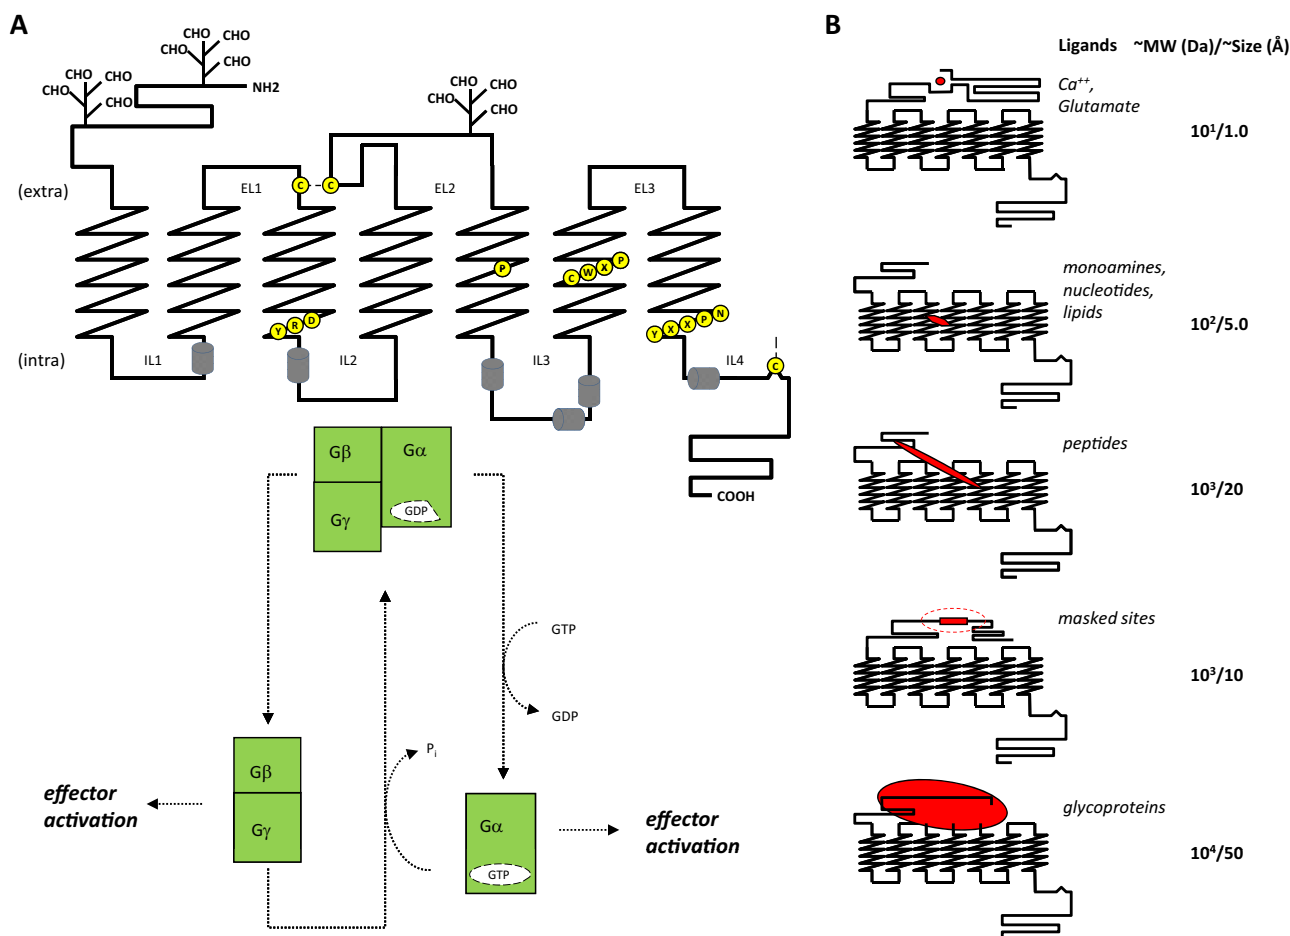 A
CHO
CHO
CHO
CHO
CHO
CHO
CHO
CHO
NH2
CHO
CHO
CHO
CHO
(extra)
EL1
C
C
EL2
EL3
P
C W X P
Y R D
Y X X P N
(intra)
IL1
IL2
IL3
IL4
C
COOH
Gβ
Gα
Gγ
GDP
GTP
GDP
Pi
Gβ
Gγ
effector
activation
Gα
GTP
effector
activation
B
Ligands ~MW (Da)/~Size (Å)
Ca⁺⁺,
Glutamate
10¹/1.0
monoamines,
nucleotides,
lipids
10²/5.0
peptides
10³/20
masked sites
10³/10
glycoproteins
10⁴/50